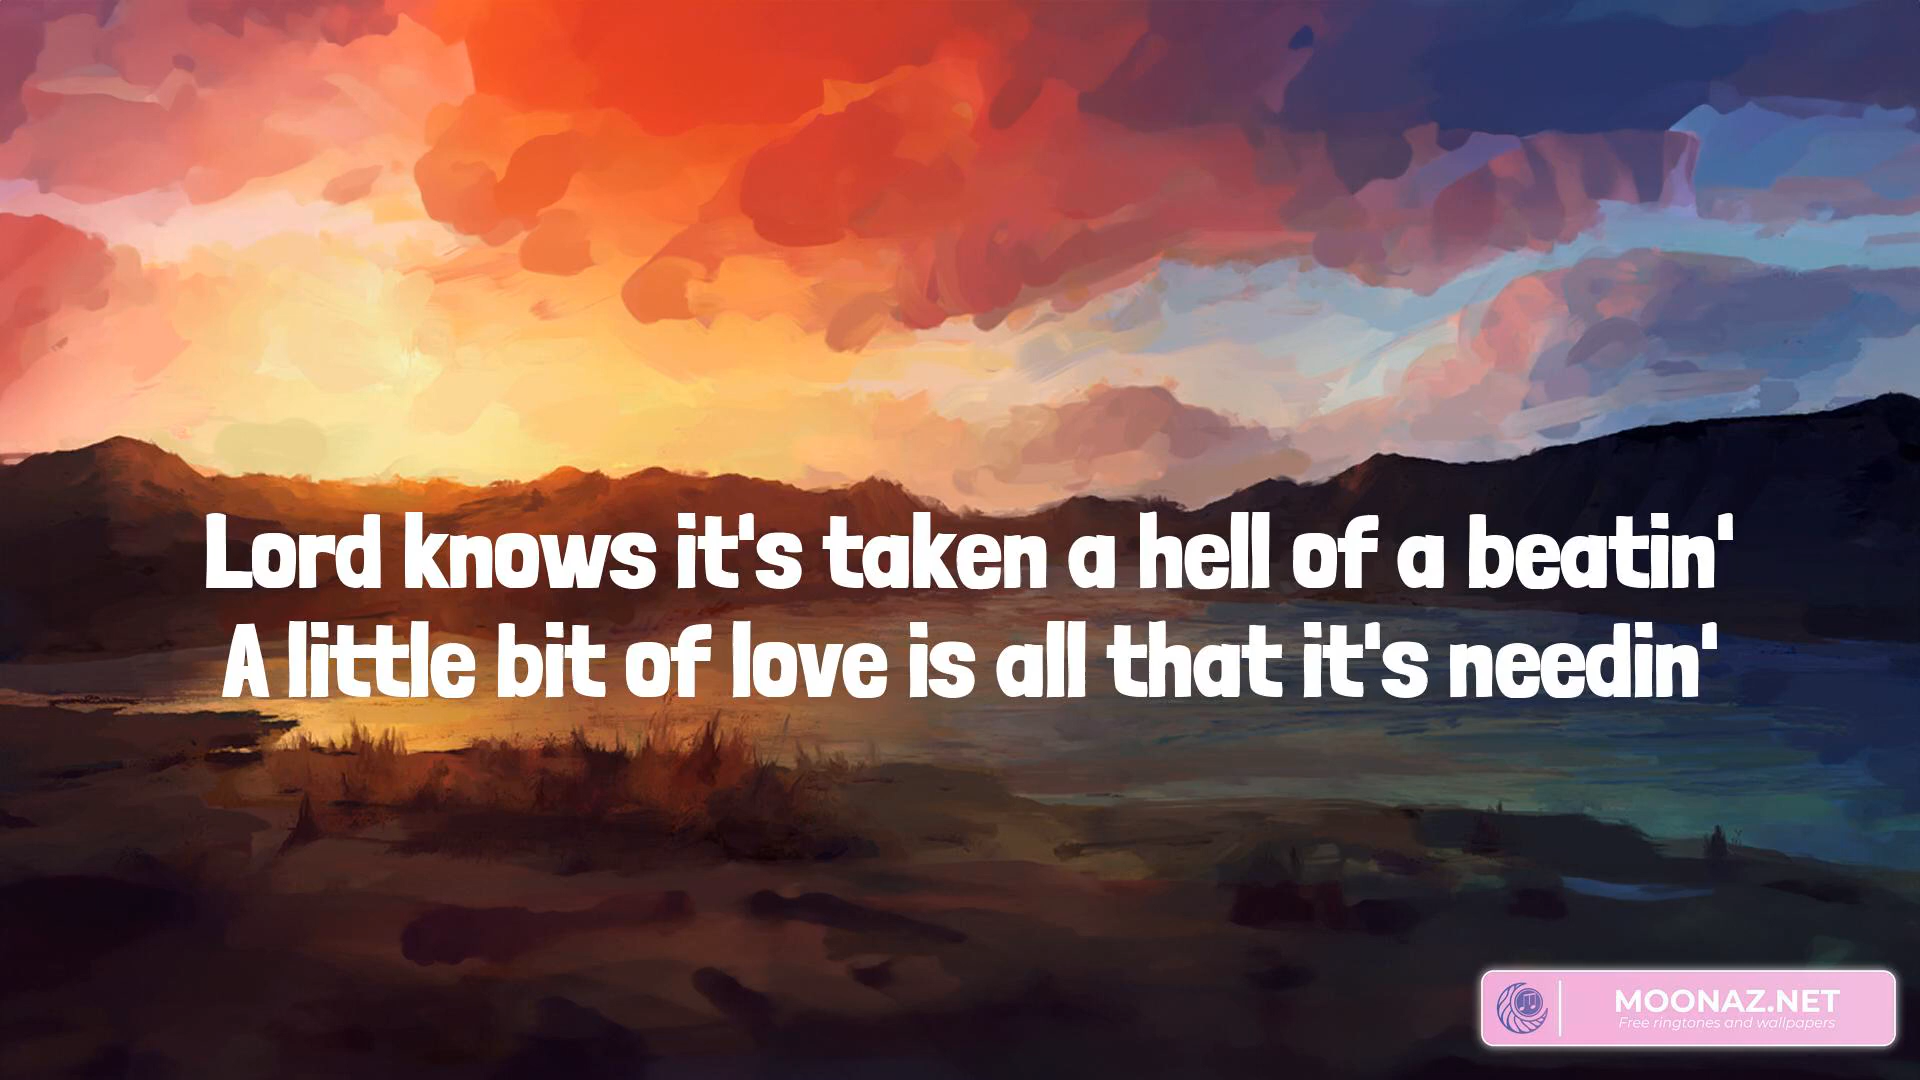 Lord knows it's taken a hell of a beatin'
A little bit of love is all that it's needin'
MOONAZ.NET
Free ringtones and wallpapers